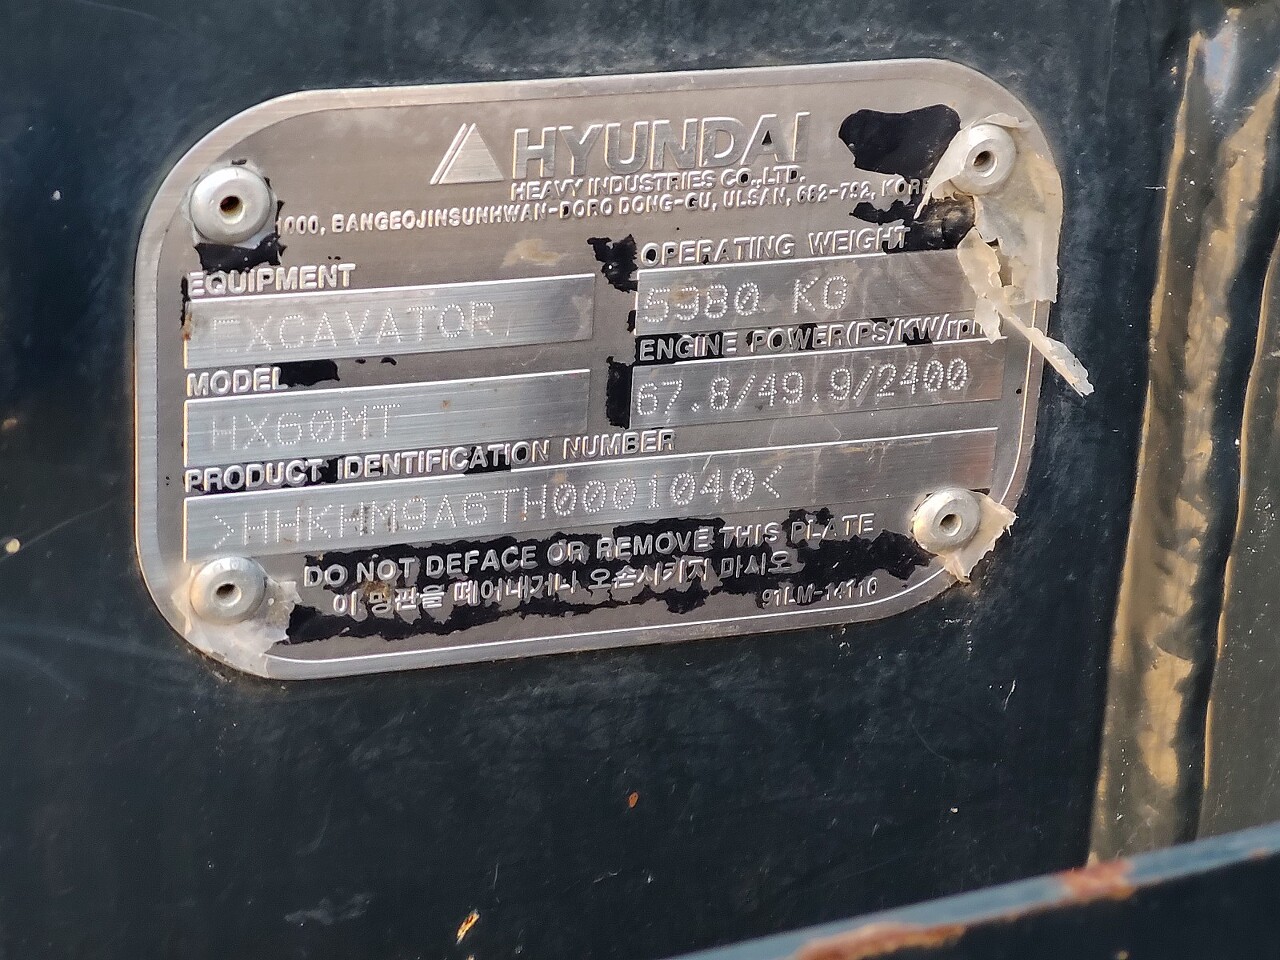 HYUNDAI
HEAVY INDUSTRIES CO.,LTD.
1000, BANGEOJINSUNHWAN-DORO DONG-GU, ULSAN, 682-792, KOREA
EQUIPMENT
EXCAVATOR
OPERATING WEIGHT
5980 KG
MODEL
HX60MT
ENGINE POWER(PS/KW/rpm
67.8/49.9/2400
PRODUCT IDENTIFICATION NUMBER
>HHKHM9A6TH0001040<
DO NOT DEFACE OR REMOVE THIS PLATE
이 명판을 떼어내거나 오손시키지 마시오
91LM-14110